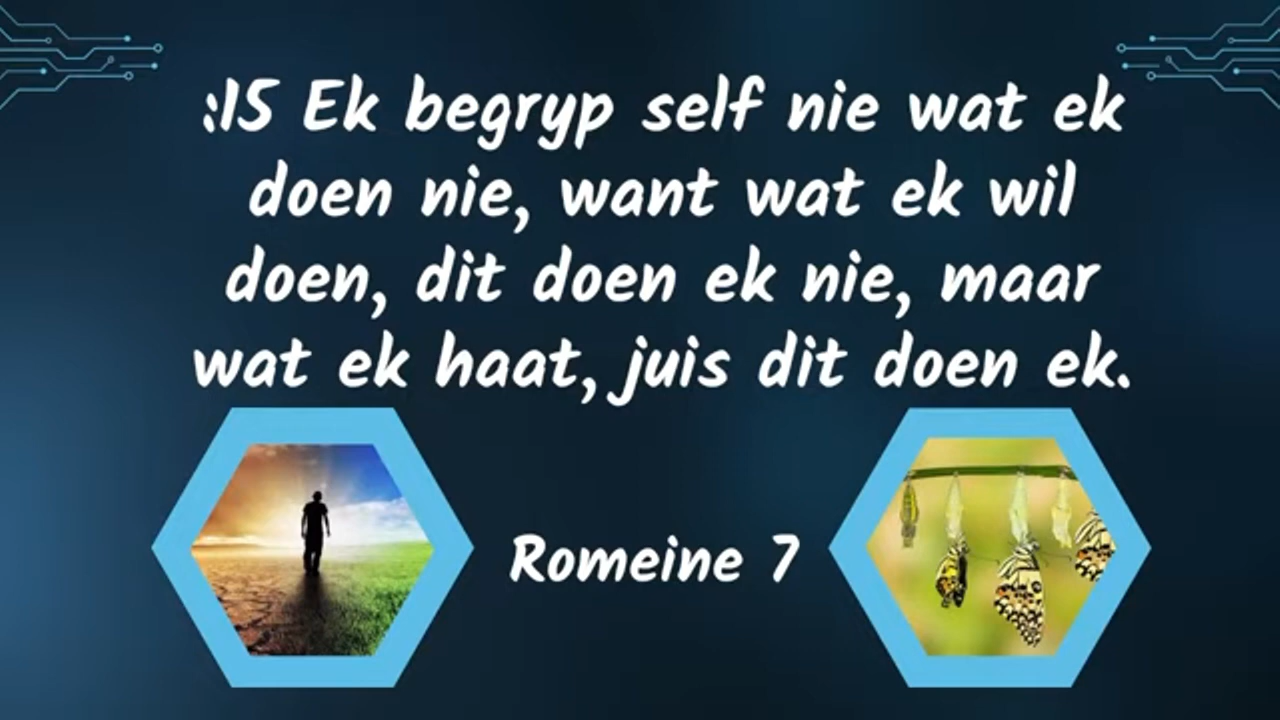 :15 Ek begryp self nie wat ek
doen nie, want wat ek wil
doen, dit doen ek nie, maar
wat ek haat, juis dit doen ek.
Romeine 7